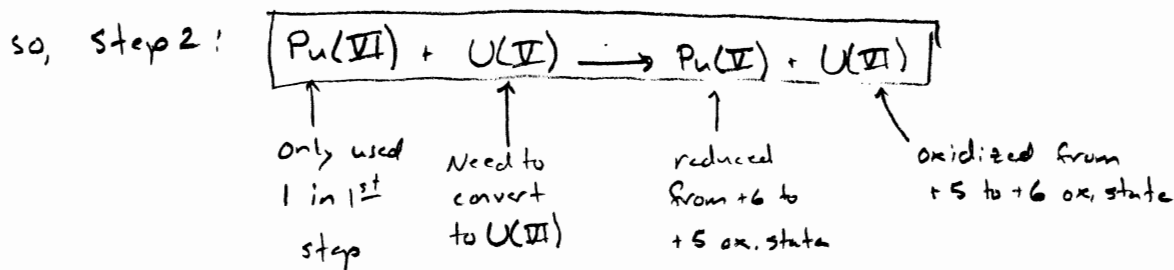 so, Step 2: Pu(VI) + U(V) → Pu(V) + U(VI)
Only used
1 in 1st
step
Need to
convert
to U(VI)
reduced
from +6 to
+5 ox. state
oxidized from
+5 to +6 ox. state